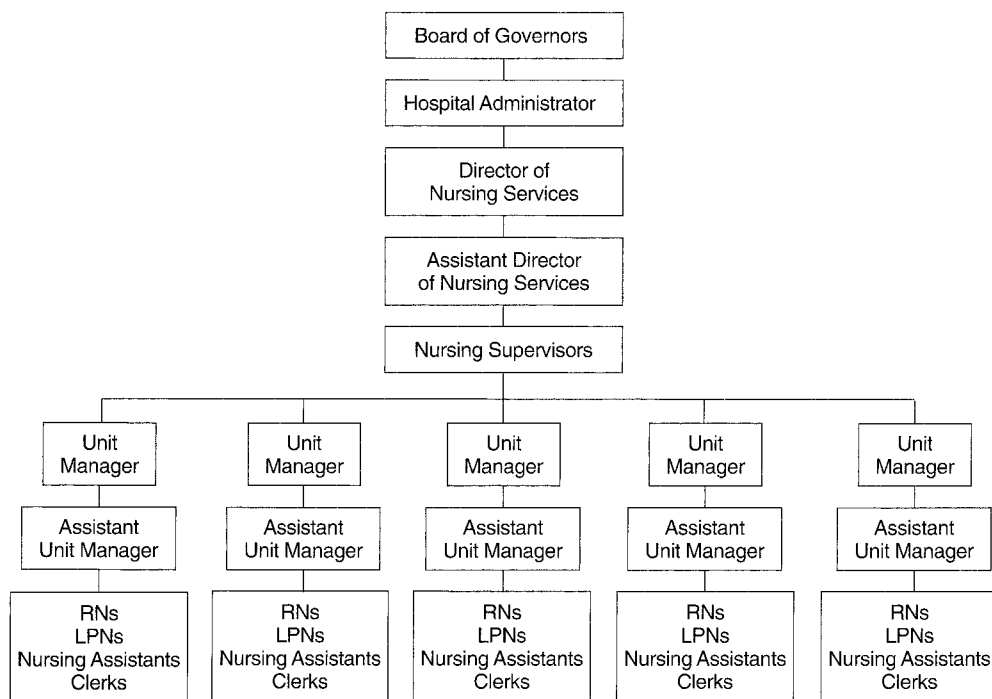 Board of Governors
Hospital Administrator
Director of
Nursing Services
Assistant Director
of Nursing Services
Nursing Supervisors
Unit
Manager
Unit
Manager
Unit
Manager
Unit
Manager
Unit
Manager
Assistant
Unit Manager
Assistant
Unit Manager
Assistant
Unit Manager
Assistant
Unit Manager
Assistant
Unit Manager
RNs
LPNs
Nursing Assistants
Clerks
RNs
LPNs
Nursing Assistants
Clerks
RNs
LPNs
Nursing Assistants
Clerks
RNs
LPNs
Nursing Assistants
Clerks
RNs
LPNs
Nursing Assistants
Clerks